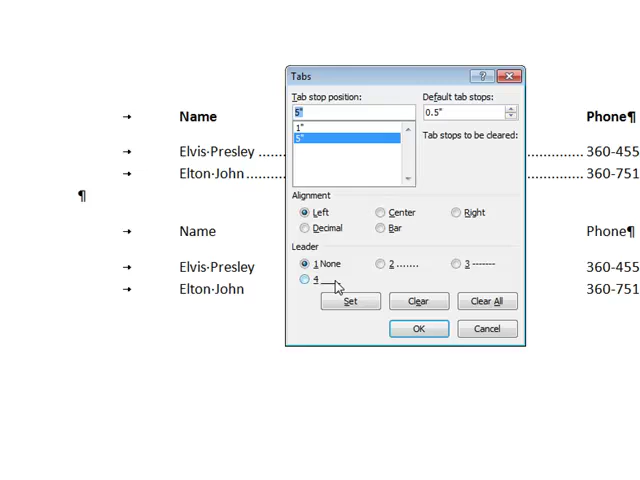 Tabs
Tab stop position:
5"
1"
5"
Default tab stops:
0.5"
Tab stops to be cleared:
Alignment
Left
Center
Right
Decimal
Bar
Leader
1 None
2 .......
3 -------
4 ___
Set
Clear
Clear All
OK
Cancel
→ Name Phone¶
→ Elvis·Presley ............ 360-455
→ Elton·John ............ 360-751
¶
→ Name Phone¶
→ Elvis·Presley 360-455
→ Elton·John 360-751